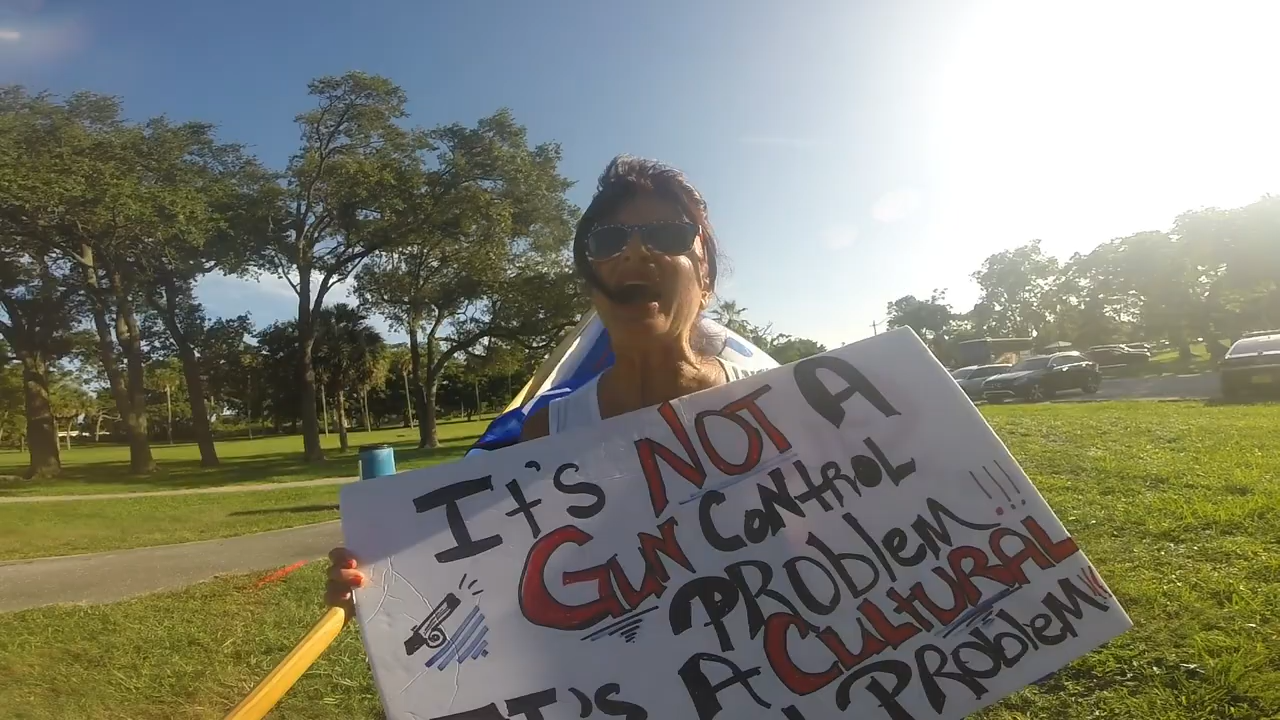 It's NOT A
GUN CONtROL
PROblem!!!!
IT'S A CULtURAL
PRObleM!!